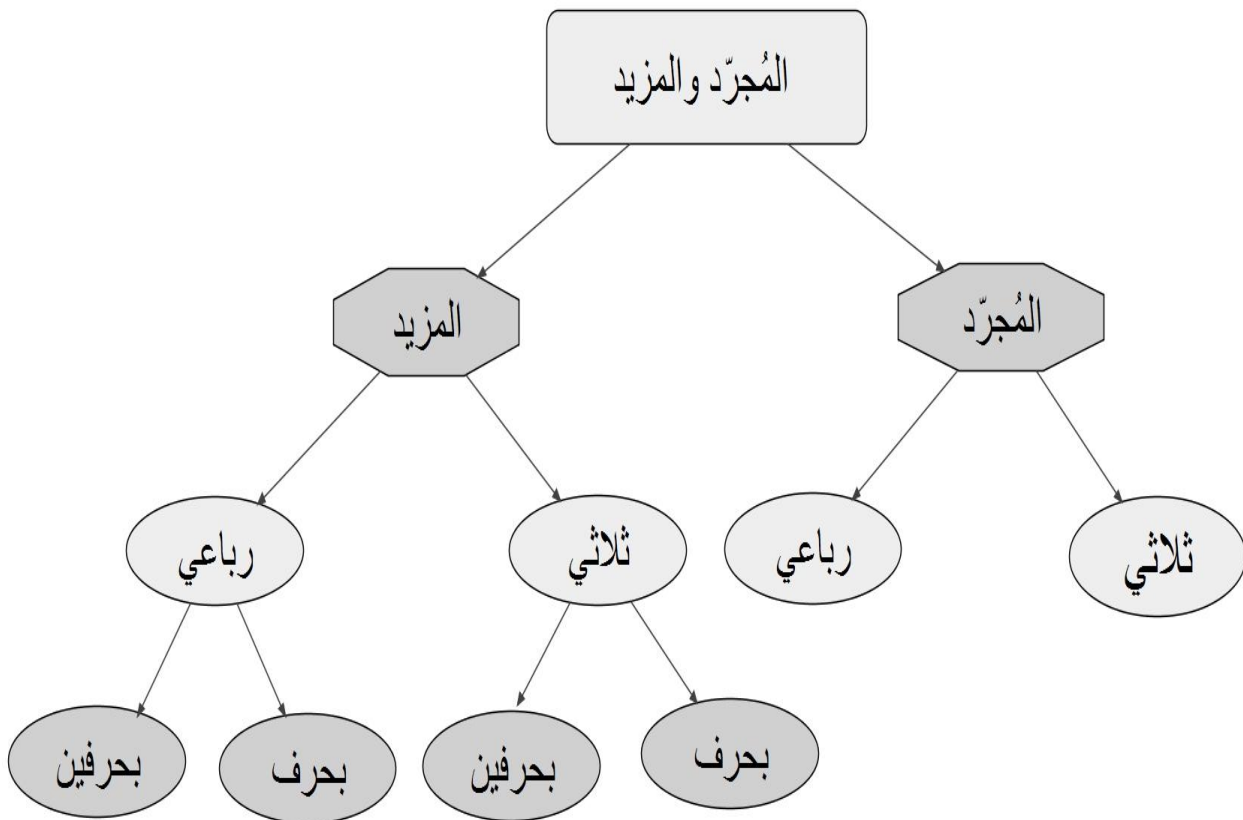 المُجرّد والمزيد
المُجرّد
المزيد
ثلاثي
رباعي
ثلاثي
رباعي
بحرف
بحرفين
بحرف
بحرفين